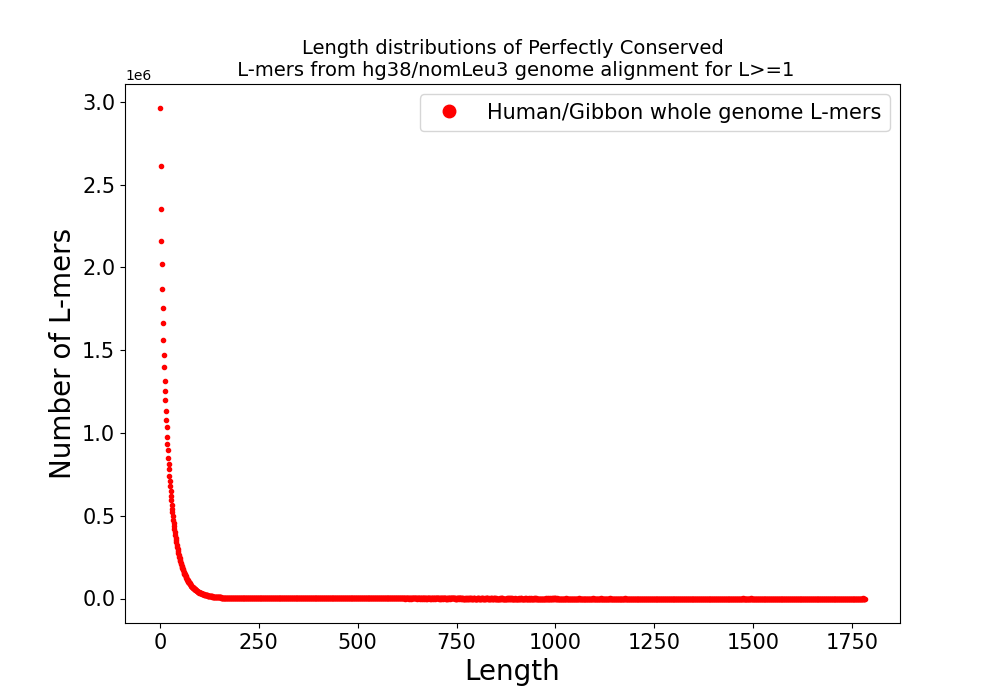 Length distributions of Perfectly Conserved
L-mers from hg38/nomLeu3 genome alignment for L>=1
1e6
Human/Gibbon whole genome L-mers
3.0
2.5
2.0
1.5
1.0
0.5
0.0
Number of L-mers
0 250 500 750 1000 1250 1500 1750
Length